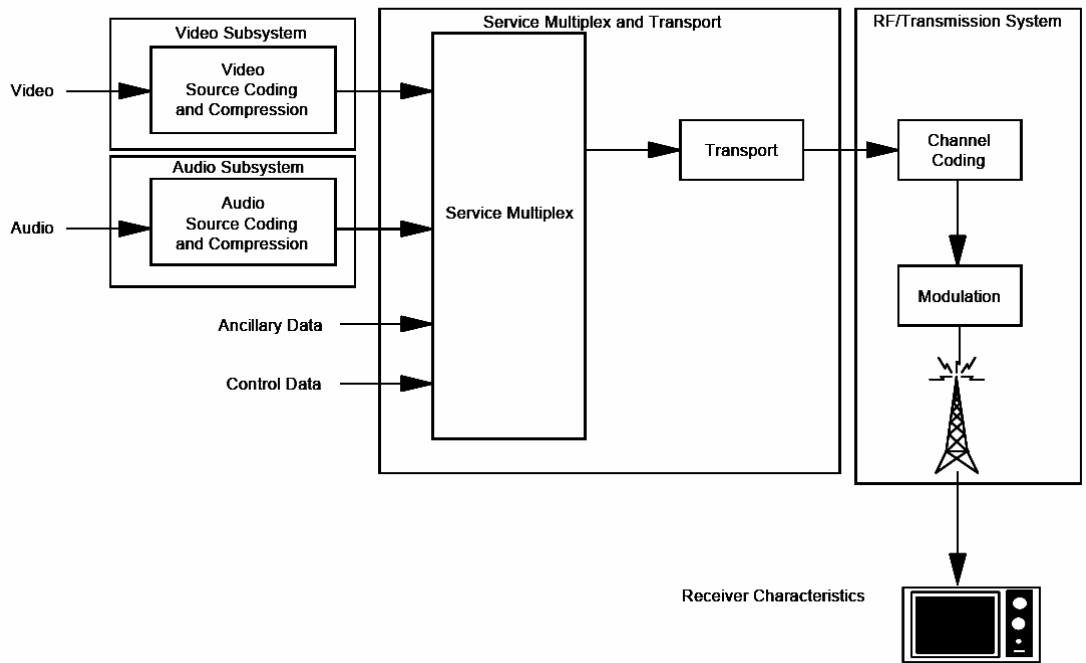 Service Multiplex and Transport
RF/Transmission System
Video Subsystem
Video
Video
Source Coding
and Compression
Audio Subsystem
Audio
Audio
Source Coding
and Compression
Service Multiplex
Transport
Channel
Coding
Modulation
Ancillary Data
Control Data
Receiver Characteristics